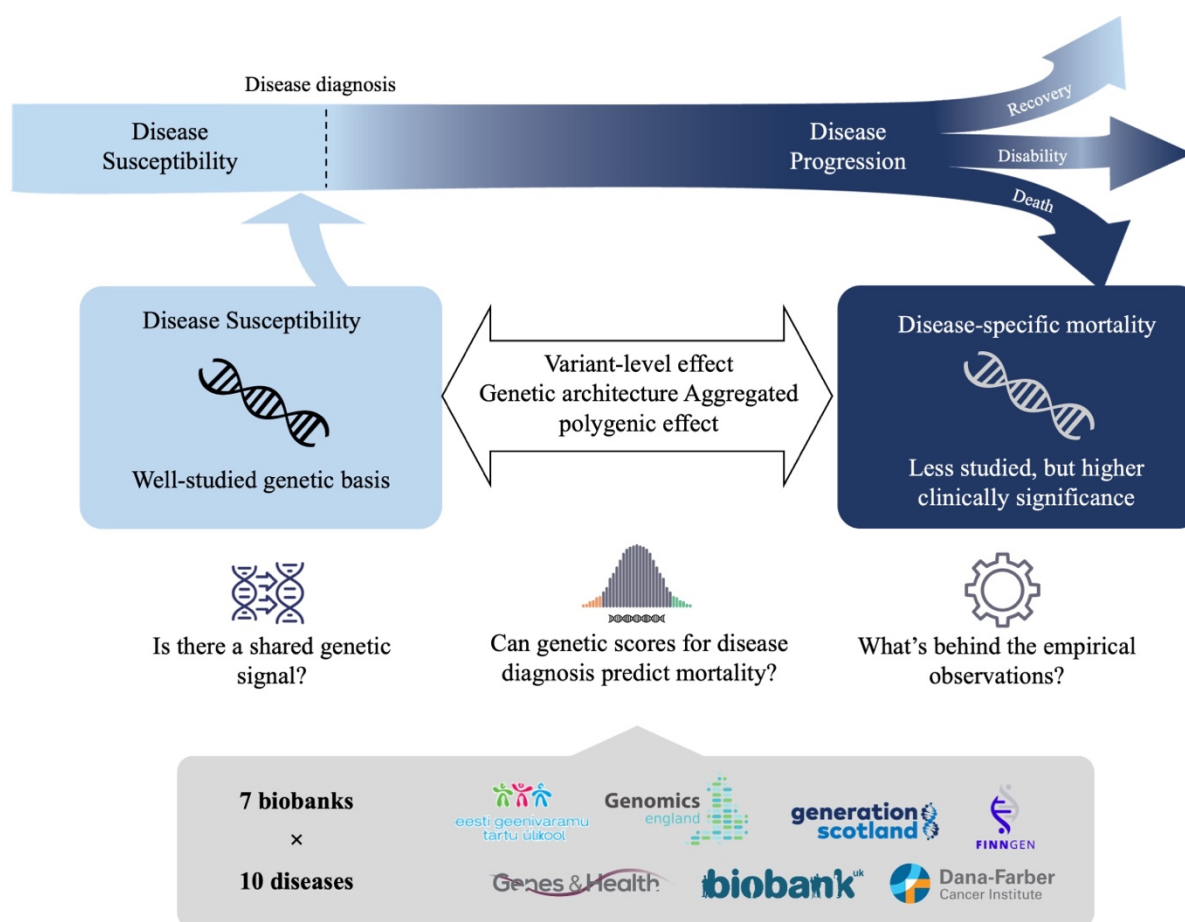 Disease diagnosis
Disease
Susceptibility
Disease
Progression
Recovery
Disability
Death
Disease Susceptibility
Well-studied genetic basis
Variant-level effect
Genetic architecture Aggregated
polygenic effect
Disease-specific mortality
Less studied, but higher
clinically significance
Is there a shared genetic
signal?
Can genetic scores for disease
diagnosis predict mortality?
What's behind the empirical
observations?
7 biobanks
×
10 diseases
eesti geenivaramu
tartu ülikool
Genomics
england
generation
scotland
FINNGEN
Genes & Health
biobank uk
Dana-Farber
Cancer Institute